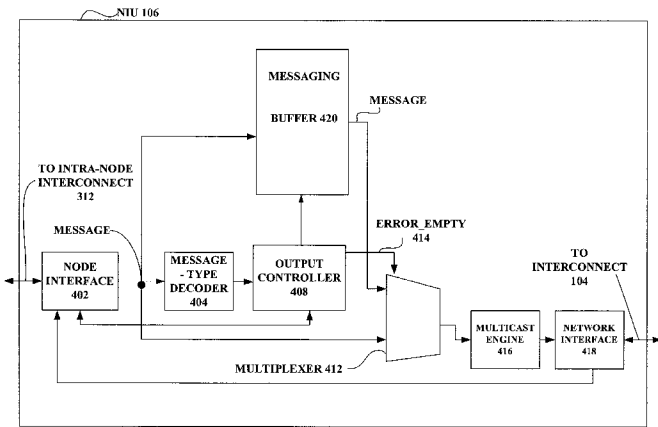 NIU 106
MESSAGING
BUFFER 420
MESSAGE
TO INTRA-NODE
INTERCONNECT
312
MESSAGE
ERROR_EMPTY
414
TO
INTERCONNECT
104
NODE
INTERFACE
402
MESSAGE
- TYPE
DECODER
404
OUTPUT
CONTROLLER
408
MULTICAST
ENGINE
416
NETWORK
INTERFACE
418
MULTIPLEXER 412